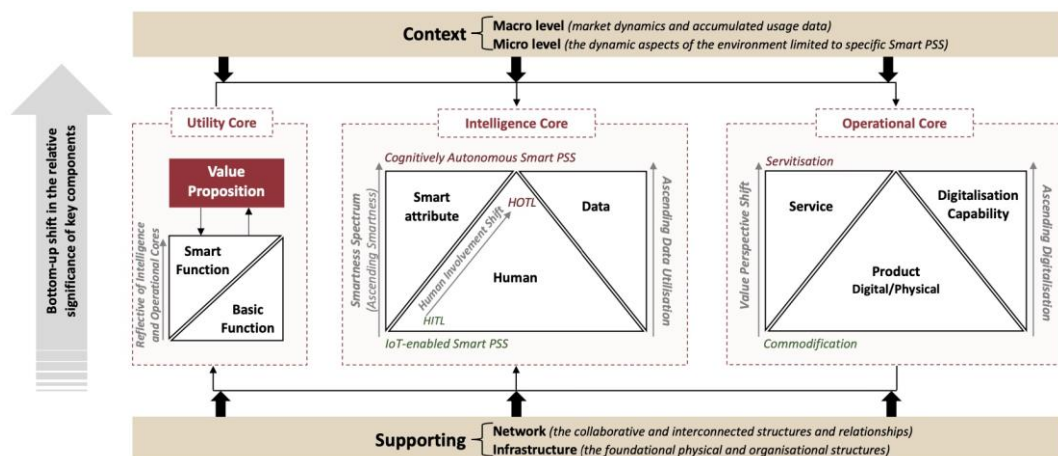 Context
Macro level (market dynamics and accumulated usage data)
Micro level (the dynamic aspects of the environment limited to specific Smart PSS)
Bottom-up shift in the relative
significance of key components
Utility Core
Value
Proposition
Smart
Function
Basic
Function
Reflective of Intelligence
and Operational Cores
Intelligence Core
Cognitively Autonomous Smart PSS
Smartness Spectrum
(Ascending Smartness)
Smart
attribute
HOTL
Data
Human Involvement Shift
Human
HITL
IoT-enabled Smart PSS
Ascending Data Utilisation
Operational Core
Servitisation
Value Perspective Shift
Service
Digitalisation
Capability
Product
Digital/Physical
Commodification
Ascending Digitalisation
Supporting
Network (the collaborative and interconnected structures and relationships)
Infrastructure (the foundational physical and organisational structures)